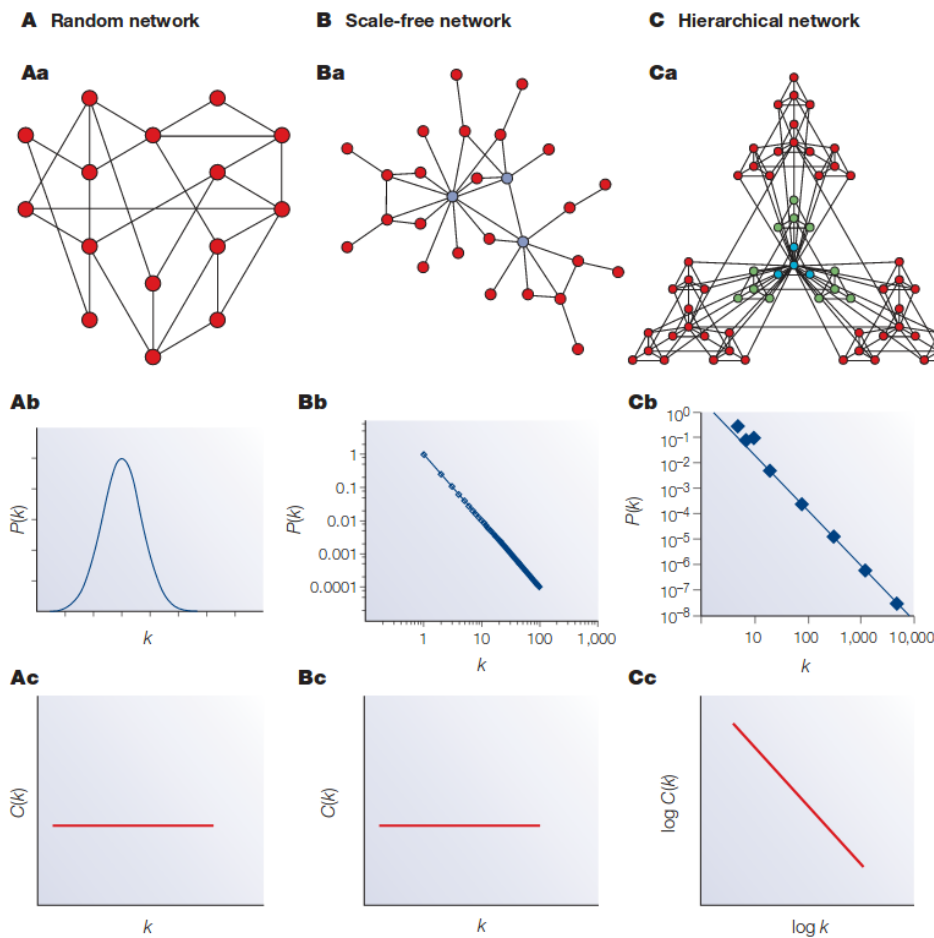 A Random network
B Scale-free network
C Hierarchical network
Aa
Ba
Ca
Ab
P(k)
k
Bb
1
0.1
0.01
0.001
0.0001
P(k)
1 10 100 1,000
k
Cb
10⁰
10⁻¹
10⁻²
10⁻³
10⁻⁴
10⁻⁵
10⁻⁶
10⁻⁷
10⁻⁸
P(k)
10 100 1,000 10,000
k
Ac
C(k)
k
Bc
C(k)
k
Cc
log C(k)
log k